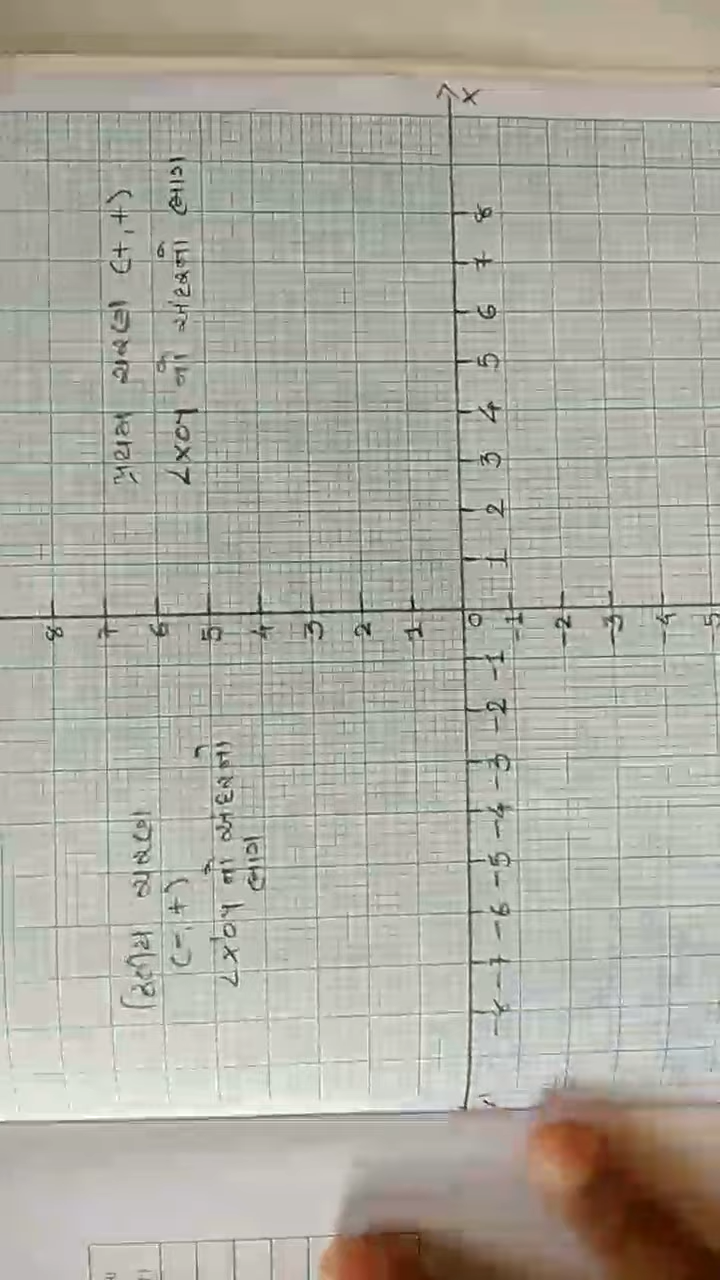 દ્વિતીય ચરણ
(-,+)
∠X'OY નો અંદરનો
ભાગ
પ્રથમ ચરણ (+,+)
∠XOY નો અંદરનો ભાગ
8
7
6
5
4
3
2
1
X
-8 -7 -6 -5 -4 -3 -2 -1 0 1 2 3 4 5 6 7 8
-1
-2
-3
-4